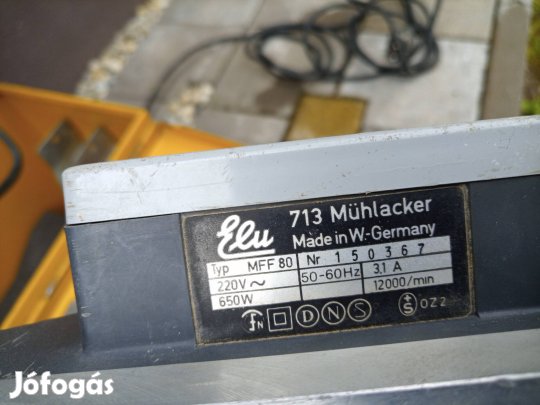 Elu 713 Mühlacker
Made in W.-Germany
Typ MFF 80 Nr 150367
220V ~ 50-60Hz 3,1 A
650W 12000/min
D N S S OZ2
Jófogás